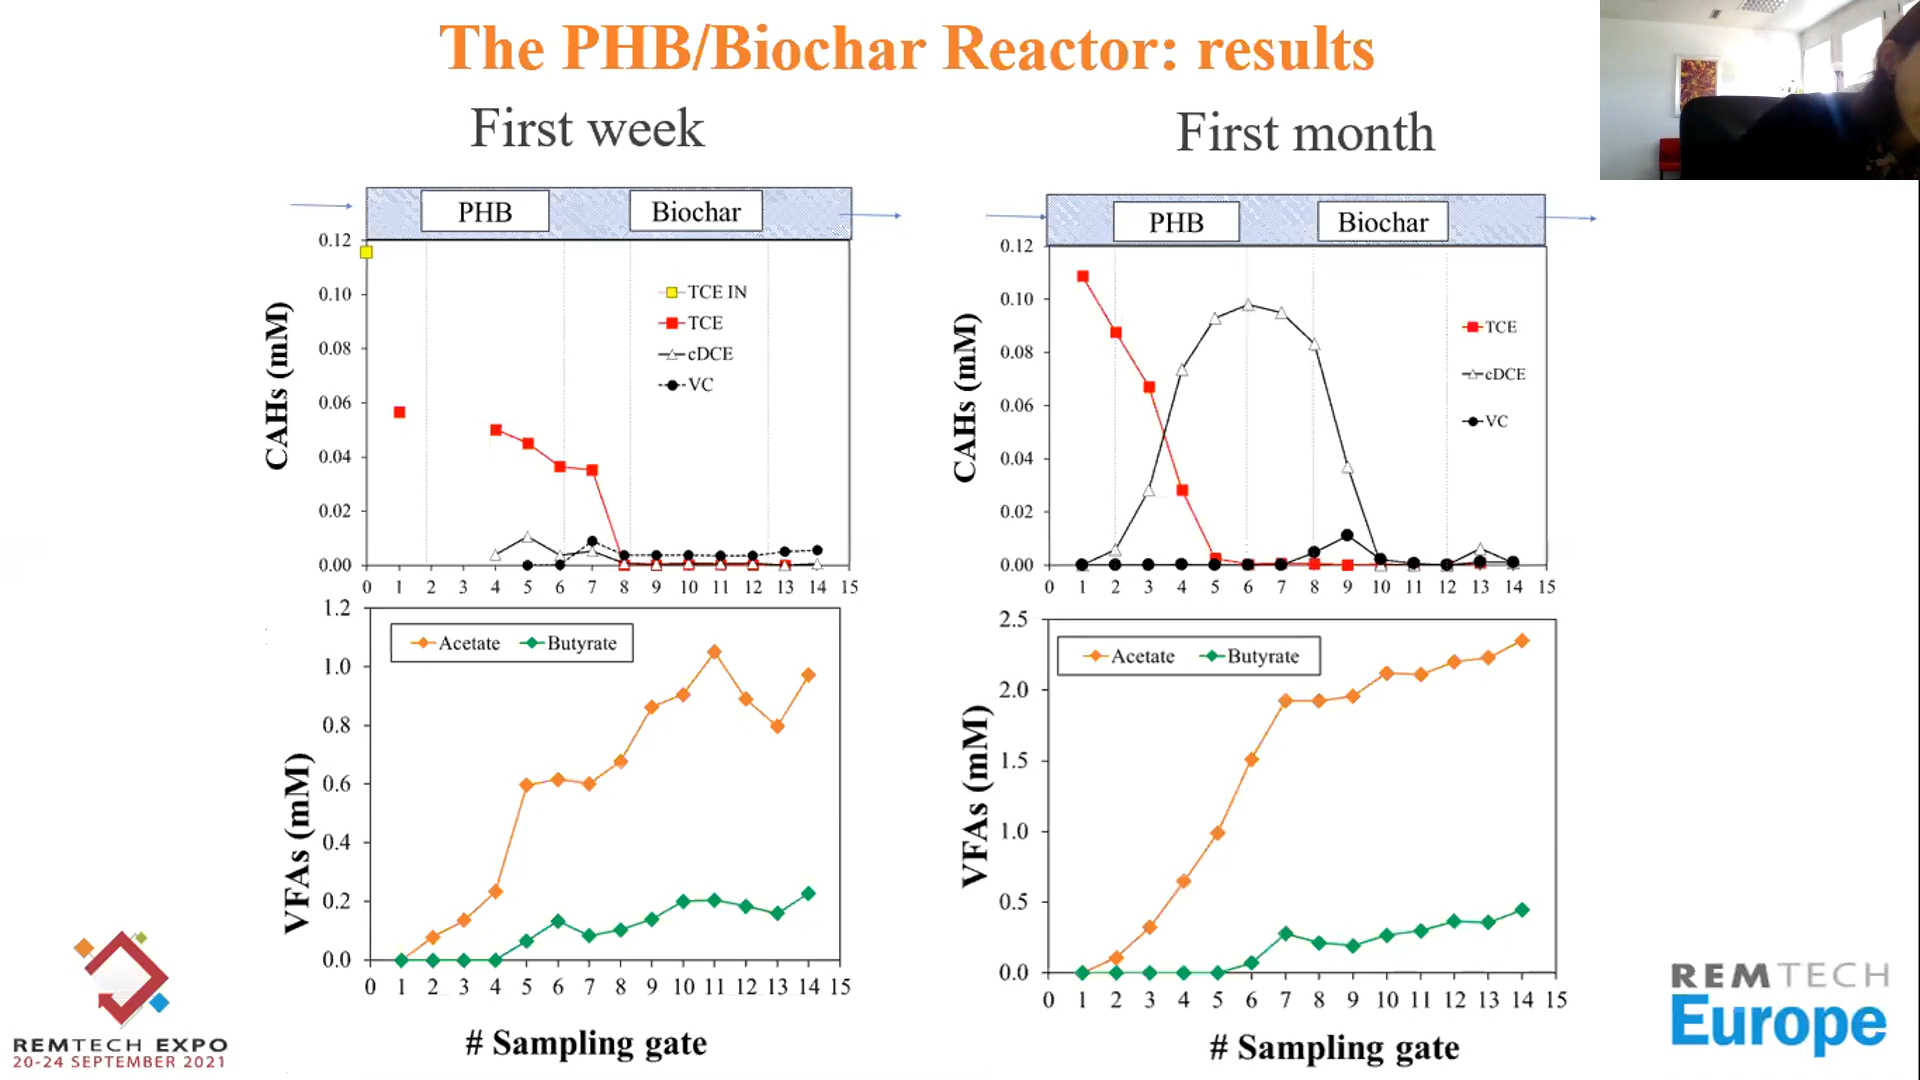 The PHB/Biochar Reactor: results
First week
First month
PHB
Biochar
PHB
Biochar
CAHs (mM)
0.12
0.10
0.08
0.06
0.04
0.02
0.00
TCE IN
TCE
cDCE
VC
0 1 2 3 4 5 6 7 8 9 10 11 12 13 14 15
CAHs (mM)
0.12
0.10
0.08
0.06
0.04
0.02
0.00
TCE
cDCE
VC
0 1 2 3 4 5 6 7 8 9 10 11 12 13 14 15
VFAs (mM)
1.2
1.0
0.8
0.6
0.4
0.2
0.0
Acetate Butyrate
0 1 2 3 4 5 6 7 8 9 10 11 12 13 14 15
# Sampling gate
VFAs (mM)
2.5
2.0
1.5
1.0
0.5
0.0
Acetate Butyrate
0 1 2 3 4 5 6 7 8 9 10 11 12 13 14 15
# Sampling gate
REMTECH EXPO
20-24 SEPTEMBER 2021
REMTECH
Europe